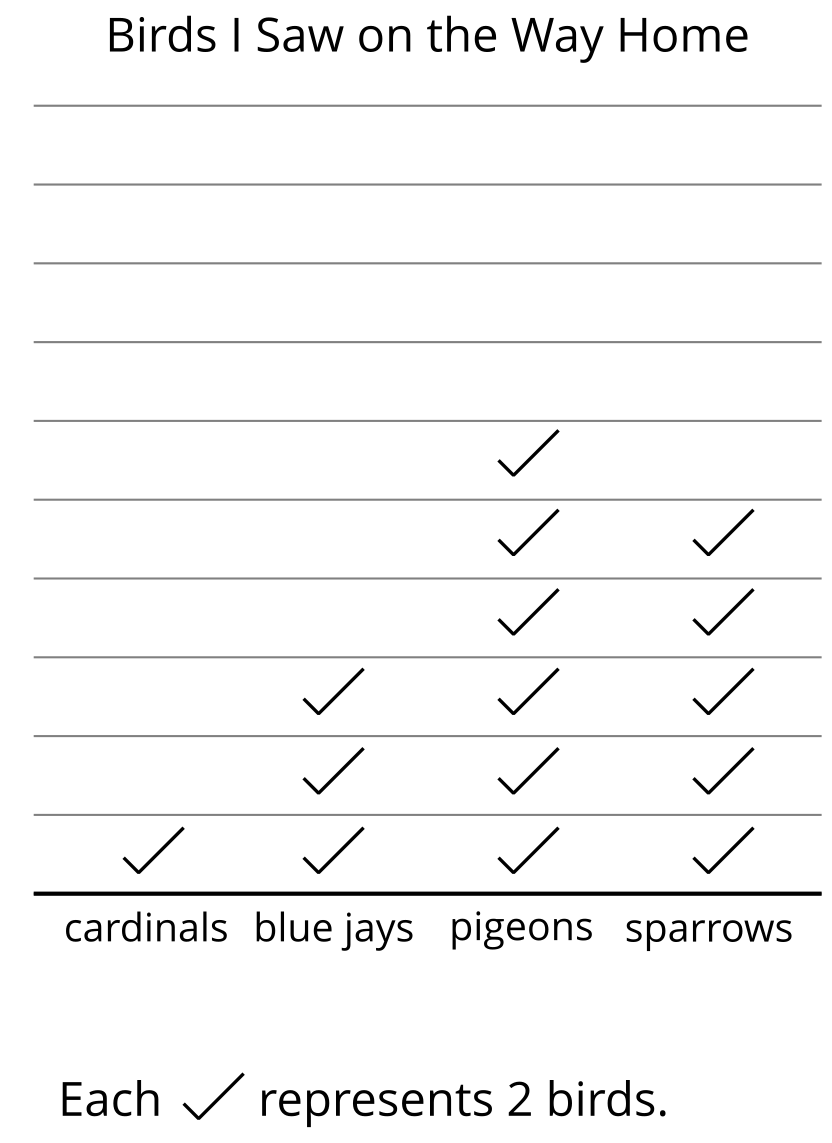 Birds I Saw on the Way Home
cardinals blue jays pigeons sparrows
Each ✓ represents 2 birds.